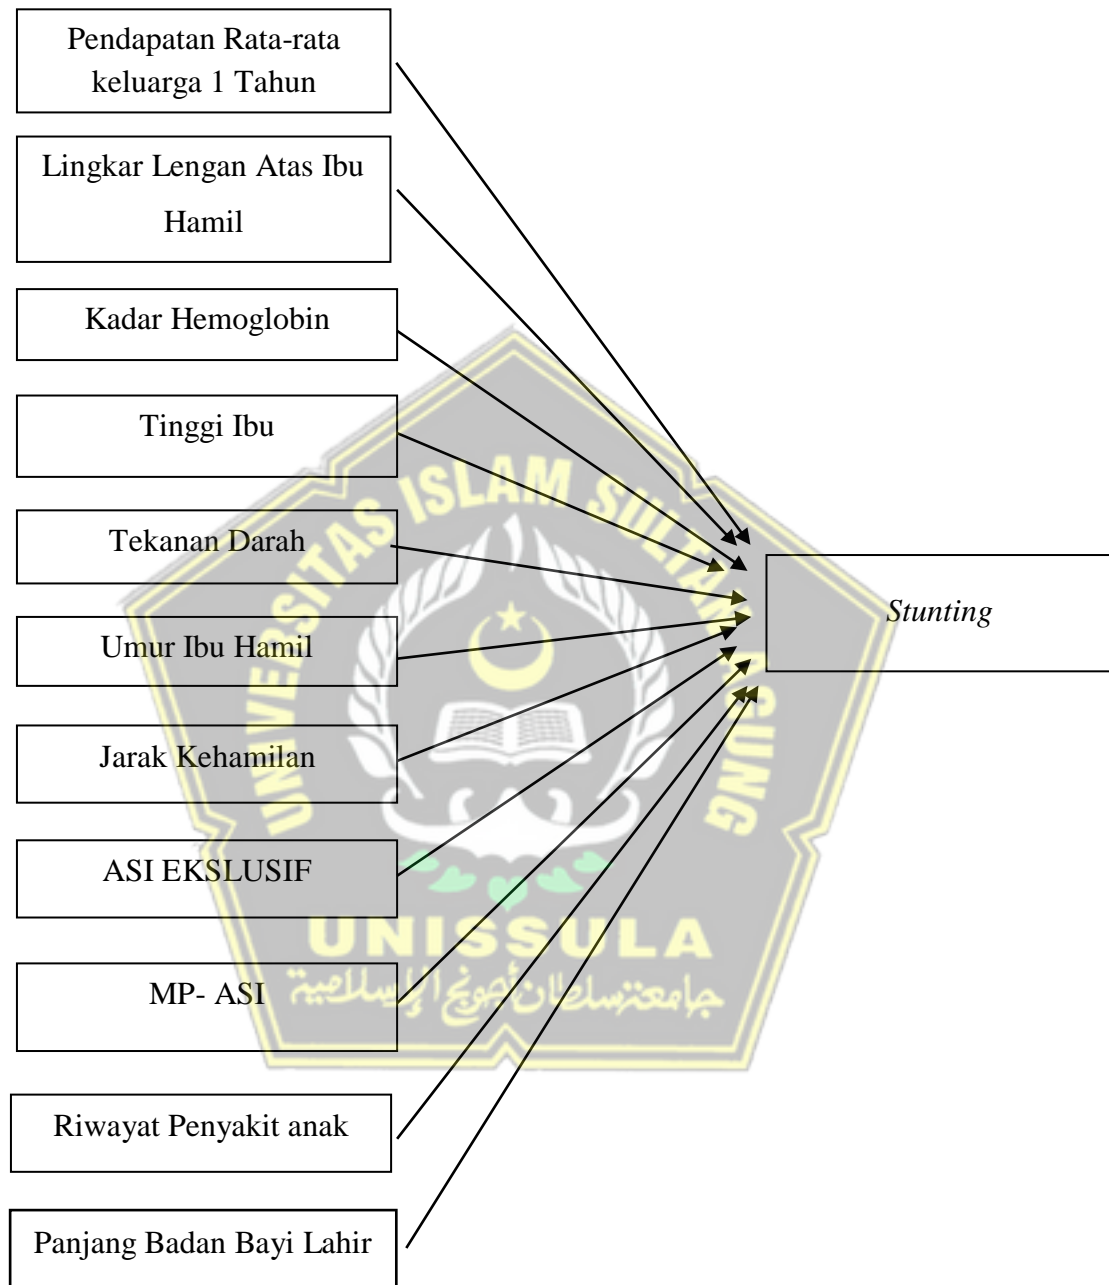 Pendapatan Rata-rata
keluarga 1 Tahun
Lingkar Lengan Atas Ibu
Hamil
Kadar Hemoglobin
Tinggi Ibu
Tekanan Darah
Umur Ibu Hamil
Jarak Kehamilan
ASI EKSLUSIF
MP- ASI
Riwayat Penyakit anak
Panjang Badan Bayi Lahir
Stunting
UNIVERSITAS ISLAM SULTAN AGUNG
UNISSULA
جامعة سلطان أجونج الإسلامية